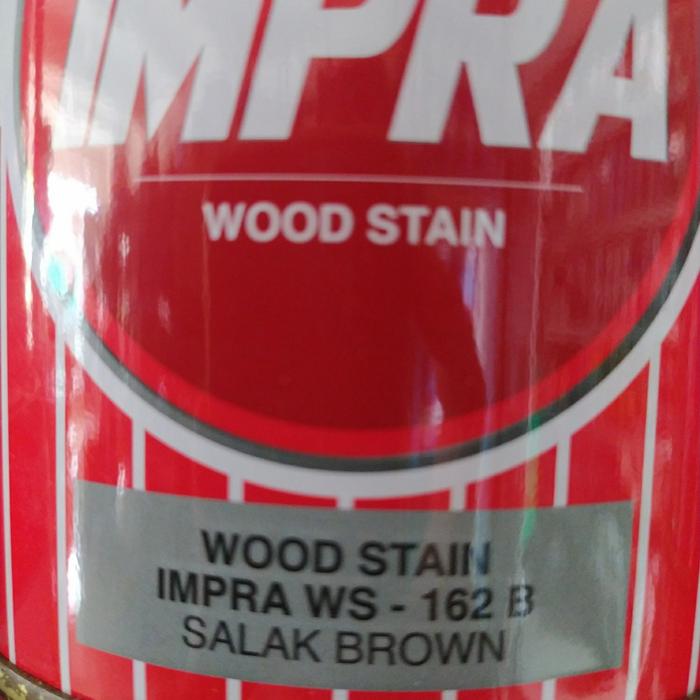 IMPRA
WOOD STAIN
WOOD STAIN
IMPRA WS - 162 B
SALAK BROWN